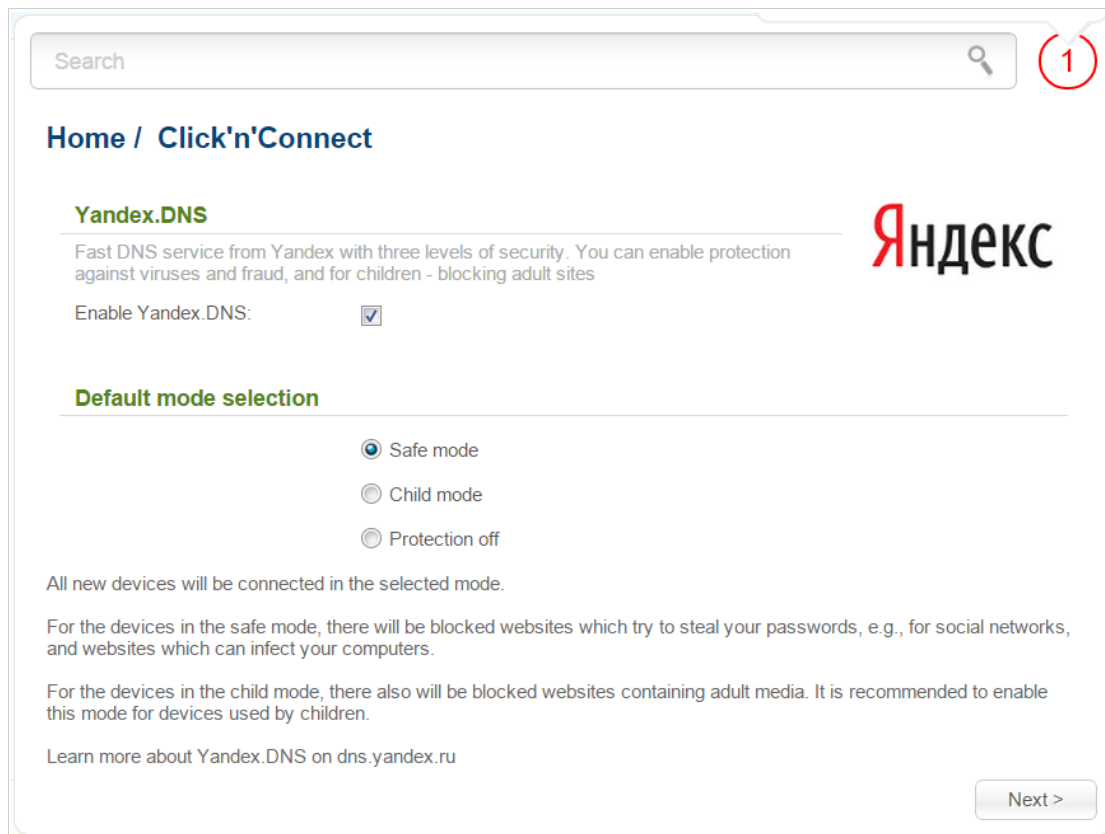 Search
1
Home / Click'n'Connect
Yandex.DNS
Яндекс
Fast DNS service from Yandex with three levels of security. You can enable protection
against viruses and fraud, and for children - blocking adult sites
Enable Yandex.DNS:
Default mode selection
Safe mode
Child mode
Protection off
All new devices will be connected in the selected mode.
For the devices in the safe mode, there will be blocked websites which try to steal your passwords, e.g., for social networks,
and websites which can infect your computers.
For the devices in the child mode, there also will be blocked websites containing adult media. It is recommended to enable
this mode for devices used by children.
Learn more about Yandex.DNS on dns.yandex.ru
Next >